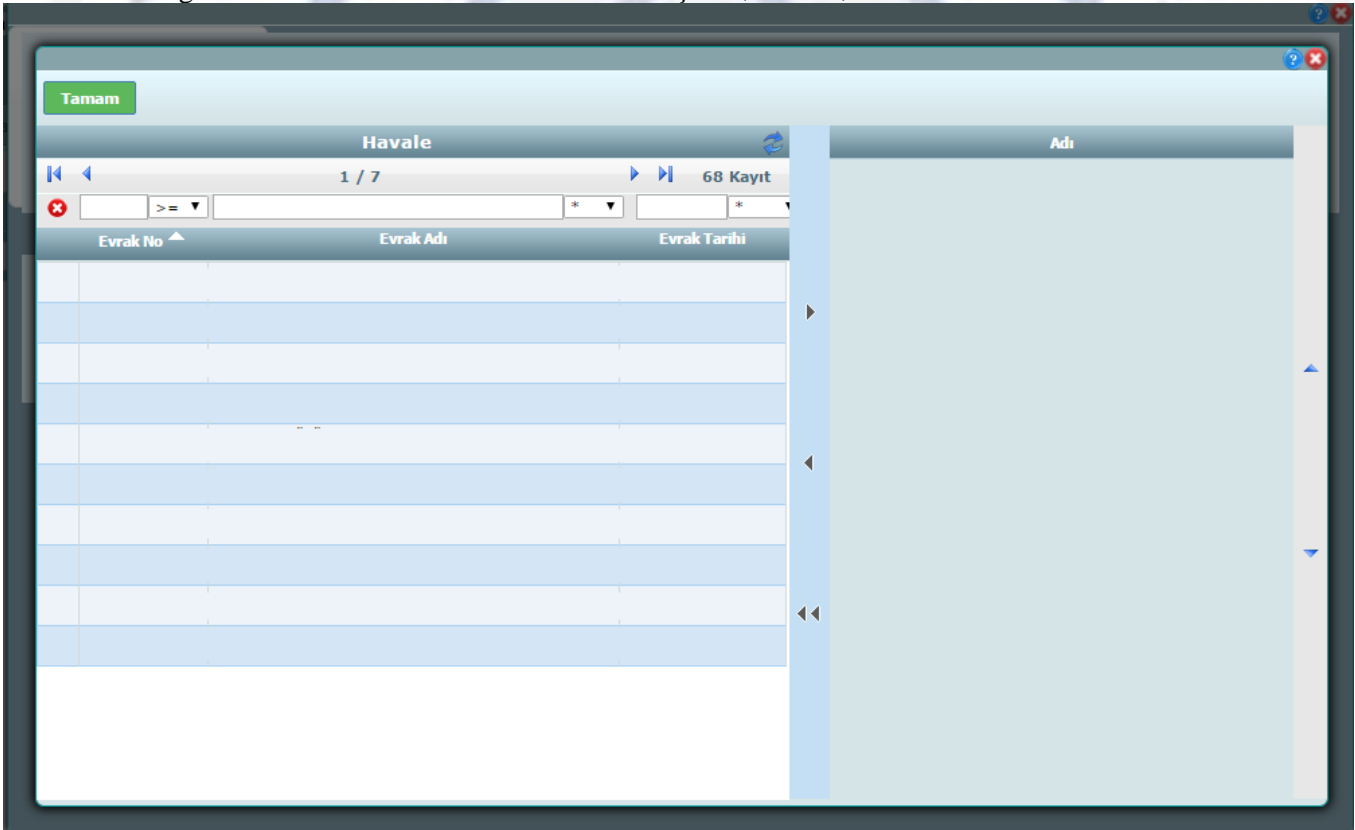 Tamam
Havale
Adı
1 / 7
68 Kayıt
>=
*
*
Evrak No
Evrak Adı
Evrak Tarihi